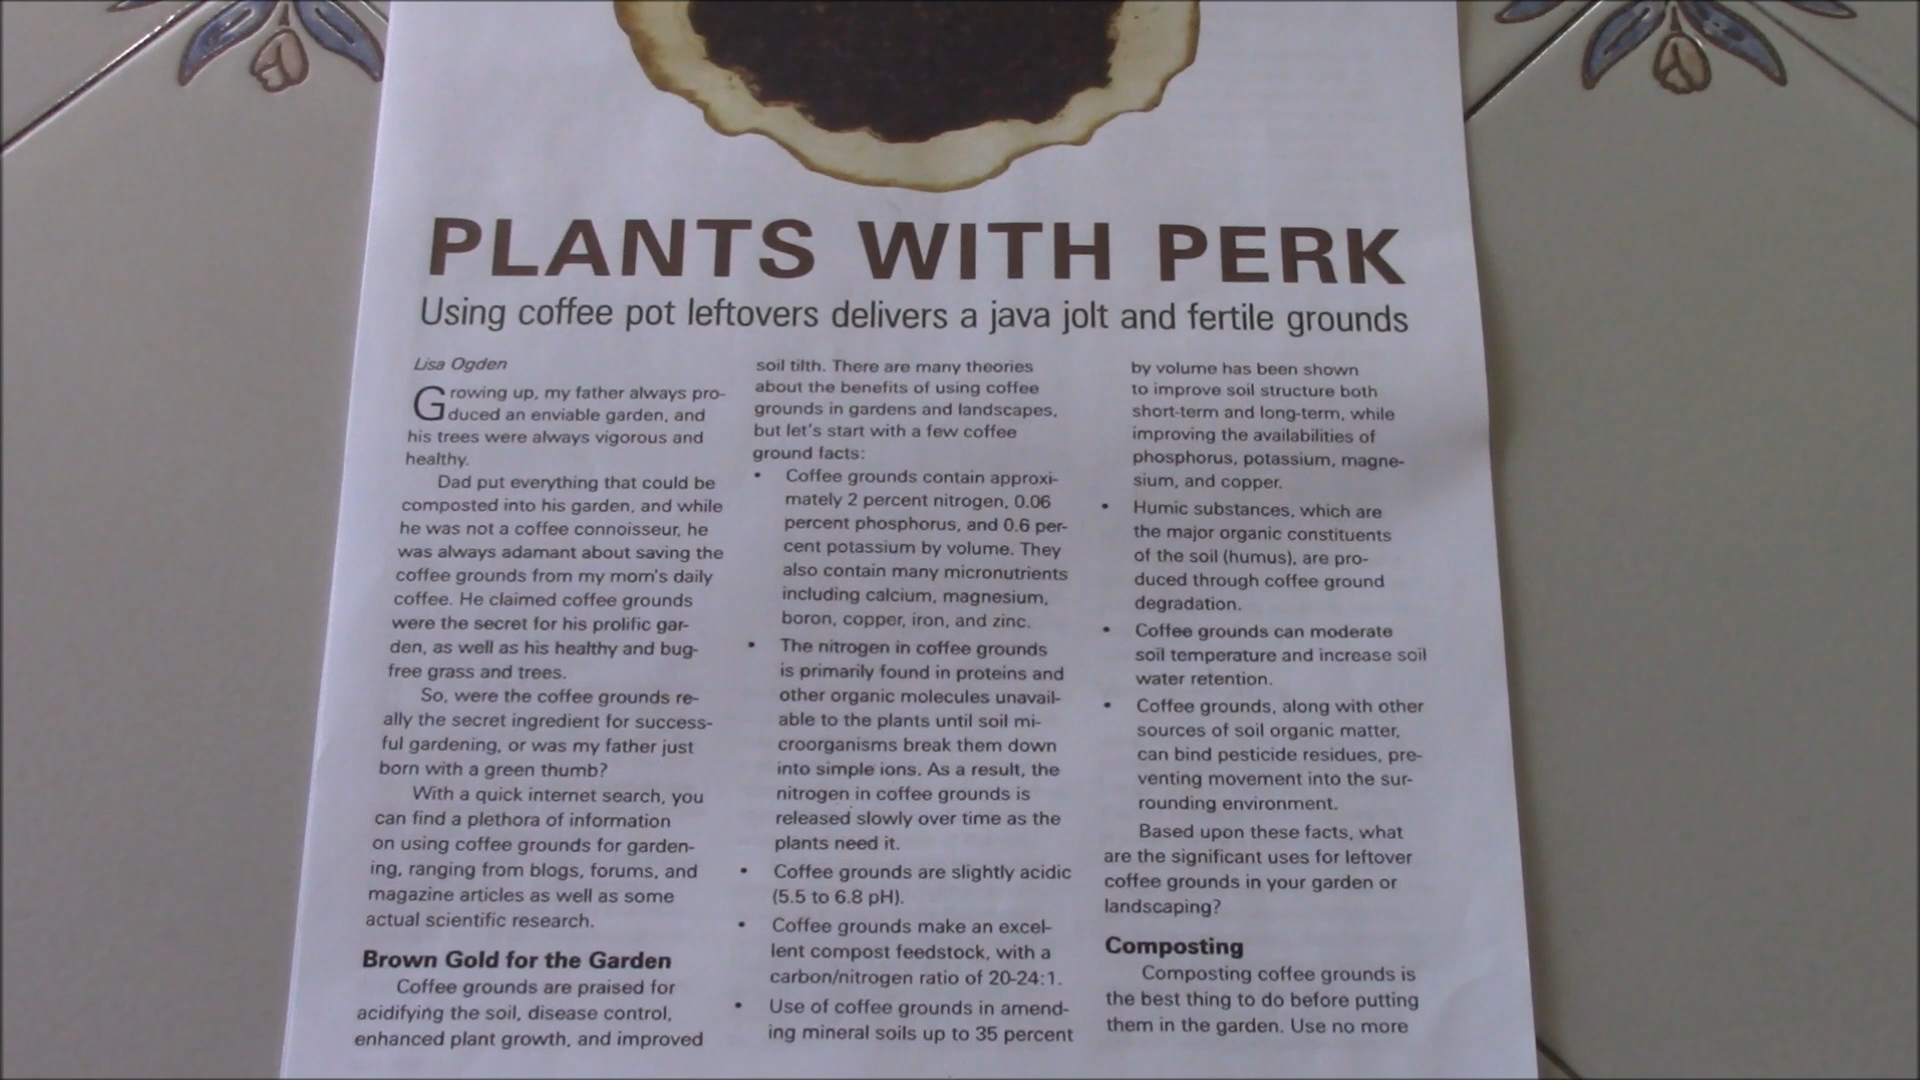 PLANTS WITH PERK
Using coffee pot leftovers delivers a java jolt and fertile grounds
Lisa Ogden
Growing up, my father always pro-
duced an enviable garden, and
his trees were always vigorous and
healthy.
Dad put everything that could be
composted into his garden, and while
he was not a coffee connoisseur, he
was always adamant about saving the
coffee grounds from my mom's daily
coffee. He claimed coffee grounds
were the secret for his prolific gar-
den, as well as his healthy and bug-
free grass and trees.
So, were the coffee grounds re-
ally the secret ingredient for success-
ful gardening, or was my father just
born with a green thumb?
With a quick internet search, you
can find a plethora of information
on using coffee grounds for garden-
ing, ranging from blogs, forums, and
magazine articles as well as some
actual scientific research.
Brown Gold for the Garden
Coffee grounds are praised for
acidifying the soil, disease control,
enhanced plant growth, and improved
soil tilth. There are many theories
about the benefits of using coffee
grounds in gardens and landscapes,
but let's start with a few coffee
ground facts:
• Coffee grounds contain approxi-
mately 2 percent nitrogen, 0.06
percent phosphorus, and 0.6 per-
cent potassium by volume. They
also contain many micronutrients
including calcium, magnesium,
boron, copper, iron, and zinc.
• The nitrogen in coffee grounds
is primarily found in proteins and
other organic molecules unavail-
able to the plants until soil mi-
croorganisms break them down
into simple ions. As a result, the
nitrogen in coffee grounds is
released slowly over time as the
plants need it.
• Coffee grounds are slightly acidic
(5.5 to 6.8 pH).
• Coffee grounds make an excel-
lent compost feedstock, with a
carbon/nitrogen ratio of 20-24:1.
• Use of coffee grounds in amend-
ing mineral soils up to 35 percent
by volume has been shown
to improve soil structure both
short-term and long-term, while
improving the availabilities of
phosphorus, potassium, magne-
sium, and copper.
• Humic substances, which are
the major organic constituents
of the soil (humus), are pro-
duced through coffee ground
degradation.
• Coffee grounds can moderate
soil temperature and increase soil
water retention.
• Coffee grounds, along with other
sources of soil organic matter,
can bind pesticide residues, pre-
venting movement into the sur-
rounding environment.
Based upon these facts, what
are the significant uses for leftover
coffee grounds in your garden or
landscaping?
Composting
Composting coffee grounds is
the best thing to do before putting
them in the garden. Use no more